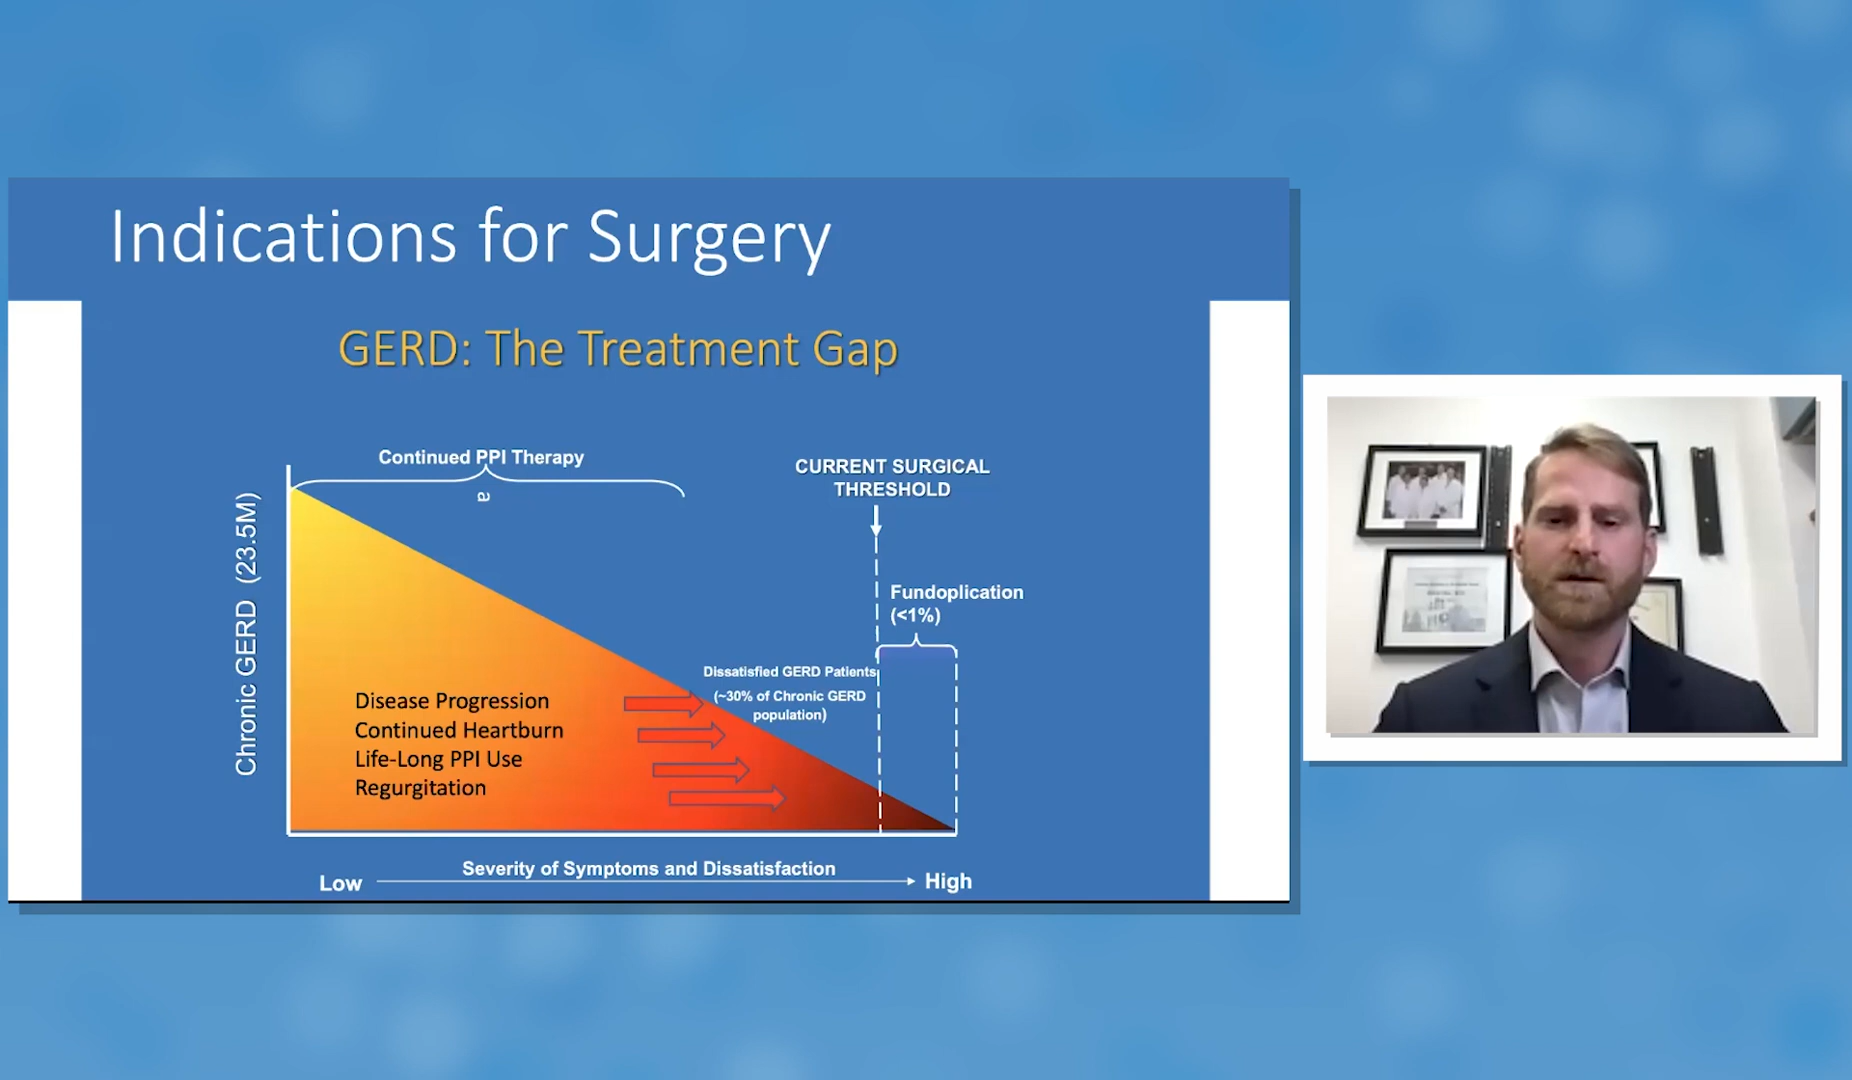 Indications for Surgery
GERD: The Treatment Gap
Continued PPI Therapy
a
CURRENT SURGICAL
THRESHOLD
Chronic GERD (23.5M)
Fundoplication
(<1%)
Dissatisfied GERD Patients
(~30% of Chronic GERD
population)
Disease Progression
Continued Heartburn
Life-Long PPI Use
Regurgitation
Severity of Symptoms and Dissatisfaction
Low
High